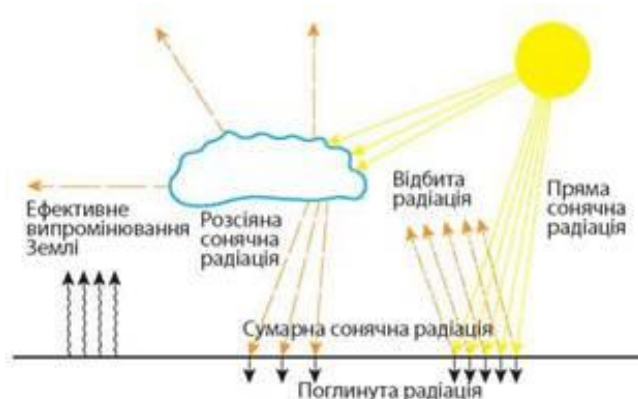 Ефективне
випромінювання
Землі
Розсіяна
сонячна
радіація
Відбита
радіація
Пряма
сонячна
радіація
Сумарна сонячна радіація
Поглинута радіація